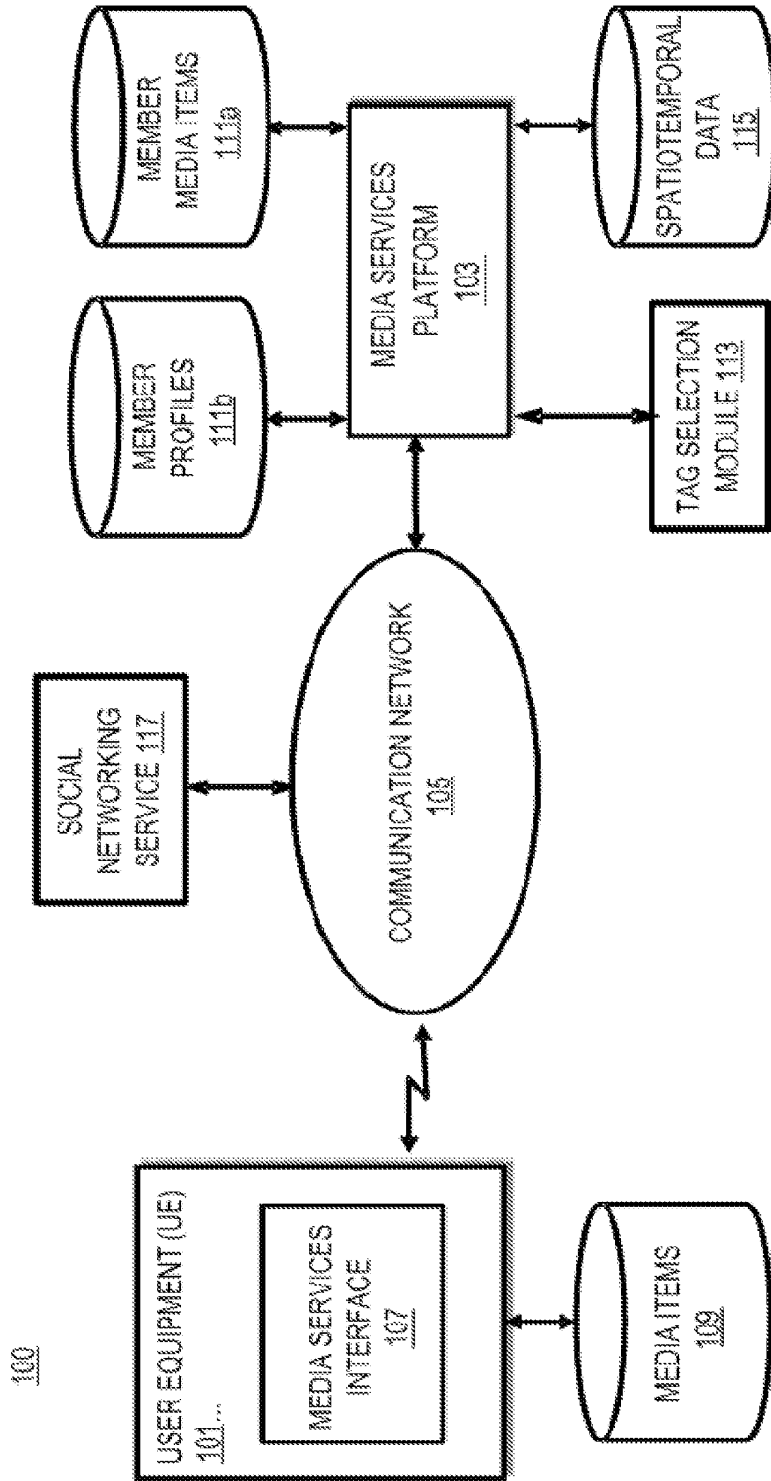 100
USER EQUIPMENT (UE)
101...
MEDIA SERVICES
INTERFACE
107
MEDIA ITEMS
109
SOCIAL
NETWORKING
SERVICE 117
COMMUNICATION NETWORK
105
MEMBER
PROFILES
111b
MEMBER
MEDIA ITEMS
111a
MEDIA SERVICES
PLATFORM
103
TAG SELECTION
MODULE 113
SPATIOTEMPORAL
DATA
115